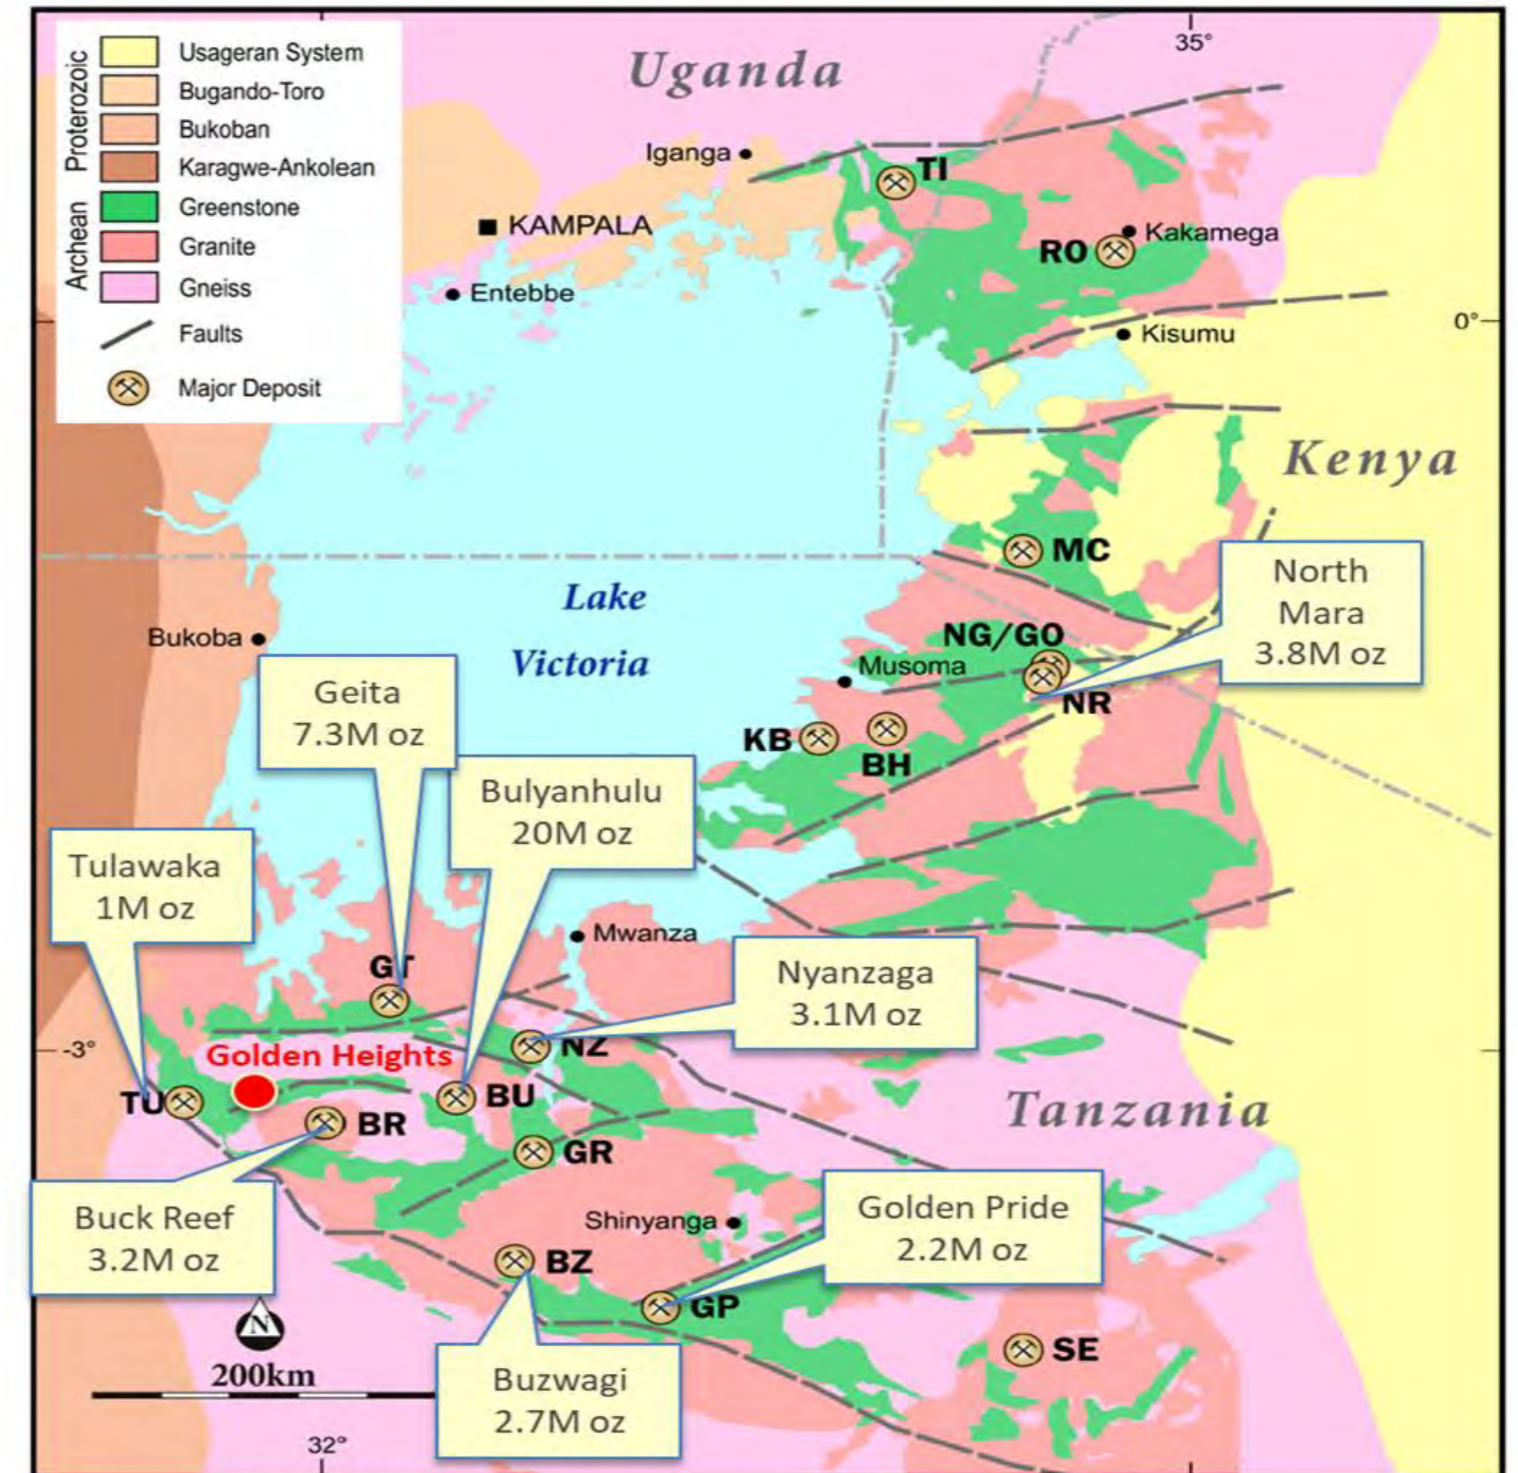 Proterozoic
Archean
Usageran System
Bugando-Toro
Bukoban
Karagwe-Ankolean
Greenstone
Granite
Gneiss
Faults
Major Deposit
Uganda
35°
Iganga
TI
KAMPALA
RO
Kakamega
Entebbe
0°
Kisumu
Kenya
MC
Lake
Victoria
North
Mara
3.8M oz
Bukoba
NG/GO
Musoma
NR
KB
BH
Geita
7.3M oz
Bulyanhulu
20M oz
Tulawaka
1M oz
Mwanza
GT
Nyanzaga
3.1M oz
NZ
-3°
Golden Heights
TU
BU
BR
GR
Tanzania
Buck Reef
3.2M oz
Shinyanga
Golden Pride
2.2M oz
BZ
GP
SE
N
200km
Buzwagi
2.7M oz
32°